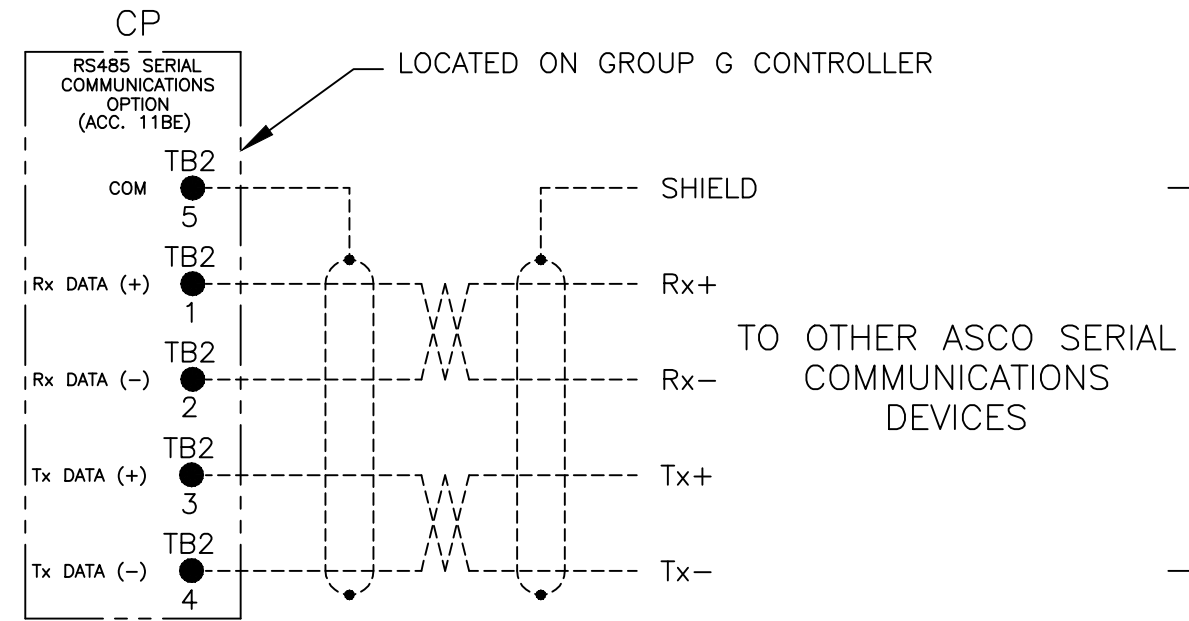 CP
RS485 SERIAL
COMMUNICATIONS
OPTION
(ACC. 11BE)
LOCATED ON GROUP G CONTROLLER
TB2
COM
5
SHIELD
TB2
Rx DATA (+)
1
Rx+
TB2
Rx DATA (-)
2
Rx-
TB2
Tx DATA (+)
3
Tx+
TB2
Tx DATA (-)
4
Tx-
TO OTHER ASCO SERIAL
COMMUNICATIONS
DEVICES